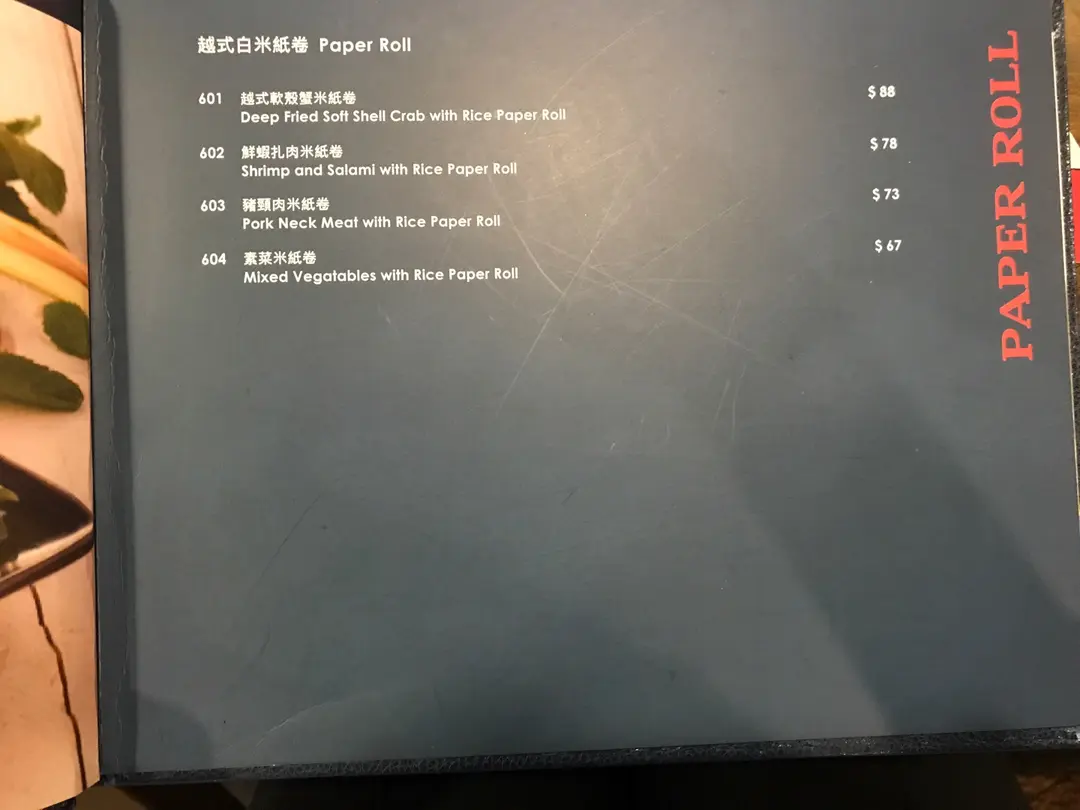 越式白米紙卷 Paper Roll
601 越式軟殼蟹米紙卷 $ 88
Deep Fried Soft Shell Crab with Rice Paper Roll
602 鮮蝦扎肉米紙卷 $ 78
Shrimp and Salami with Rice Paper Roll
603 豬頸肉米紙卷 $ 73
Pork Neck Meat with Rice Paper Roll
604 素菜米紙卷 $ 67
Mixed Vegatables with Rice Paper Roll
PAPER ROLL